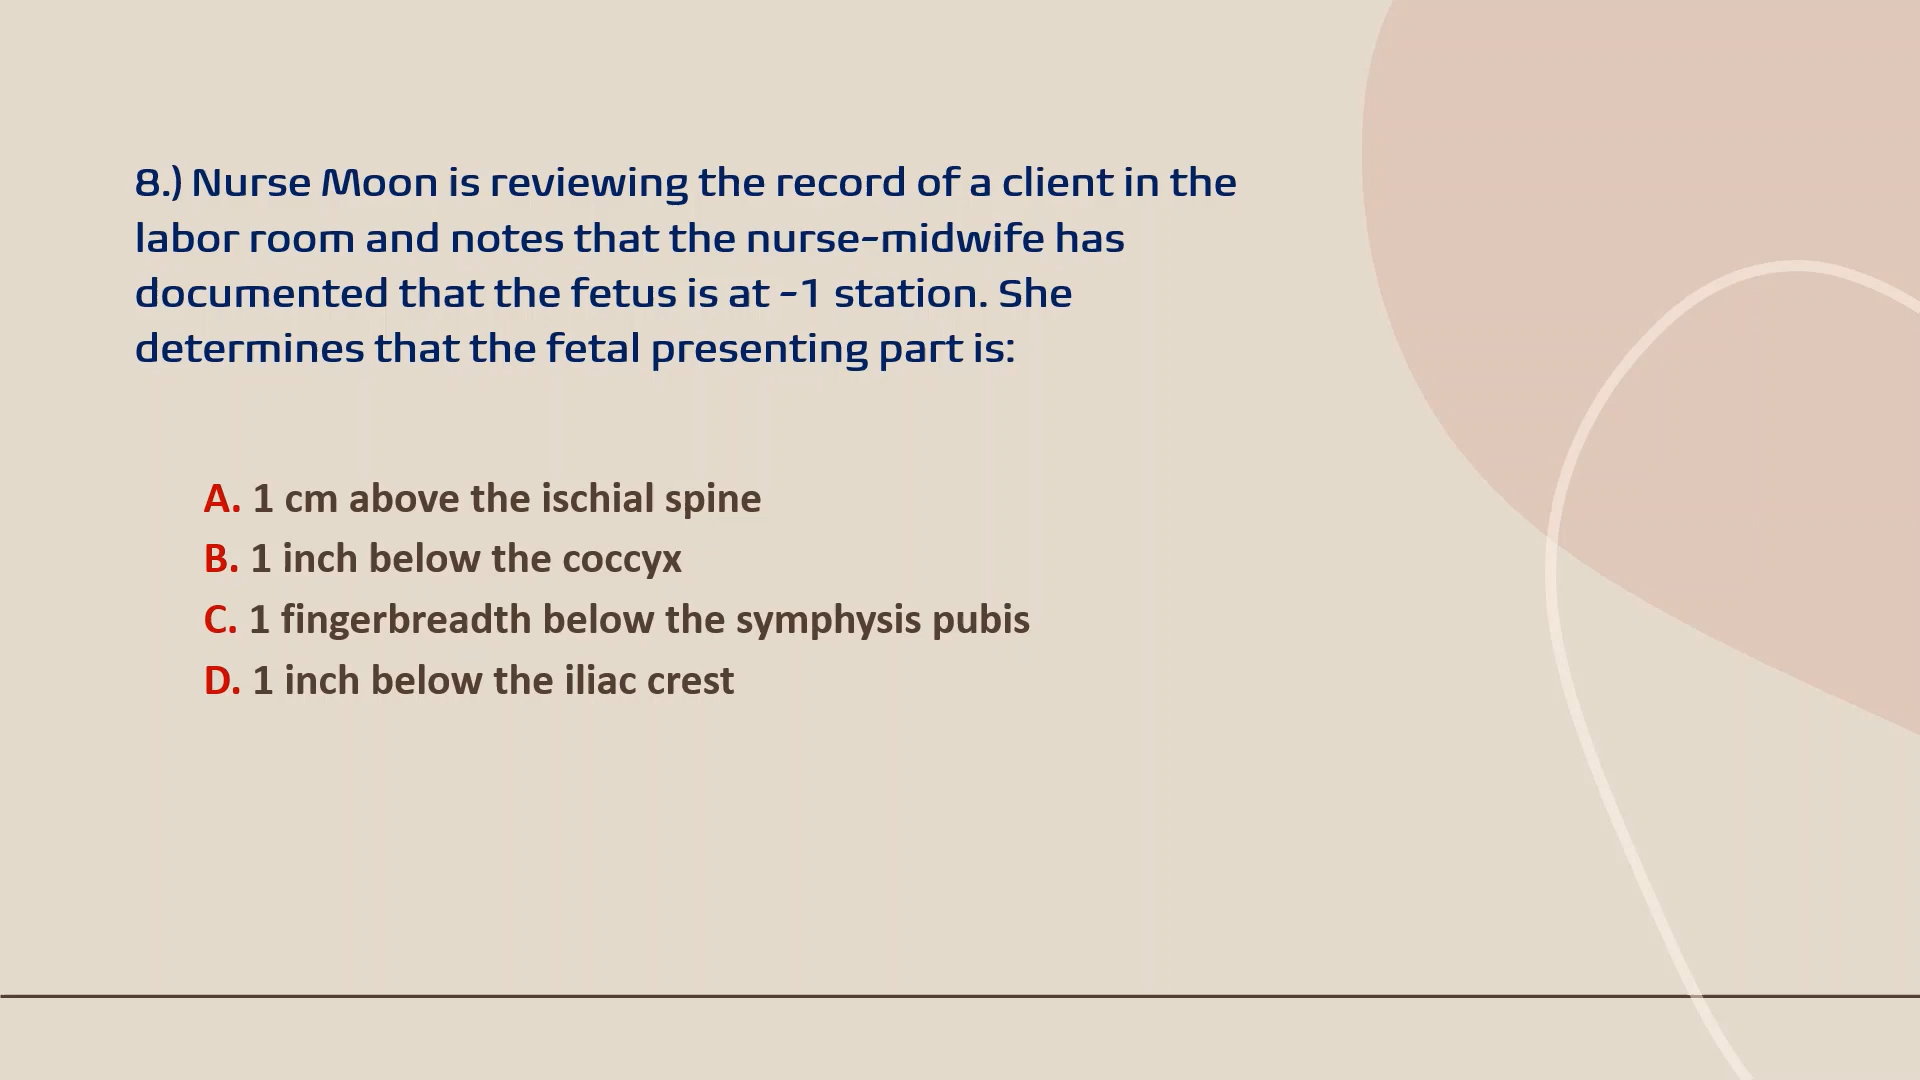 8.) Nurse Moon is reviewing the record of a client in the
labor room and notes that the nurse-midwife has
documented that the fetus is at -1 station. She
determines that the fetal presenting part is:
A. 1 cm above the ischial spine
B. 1 inch below the coccyx
C. 1 fingerbreadth below the symphysis pubis
D. 1 inch below the iliac crest